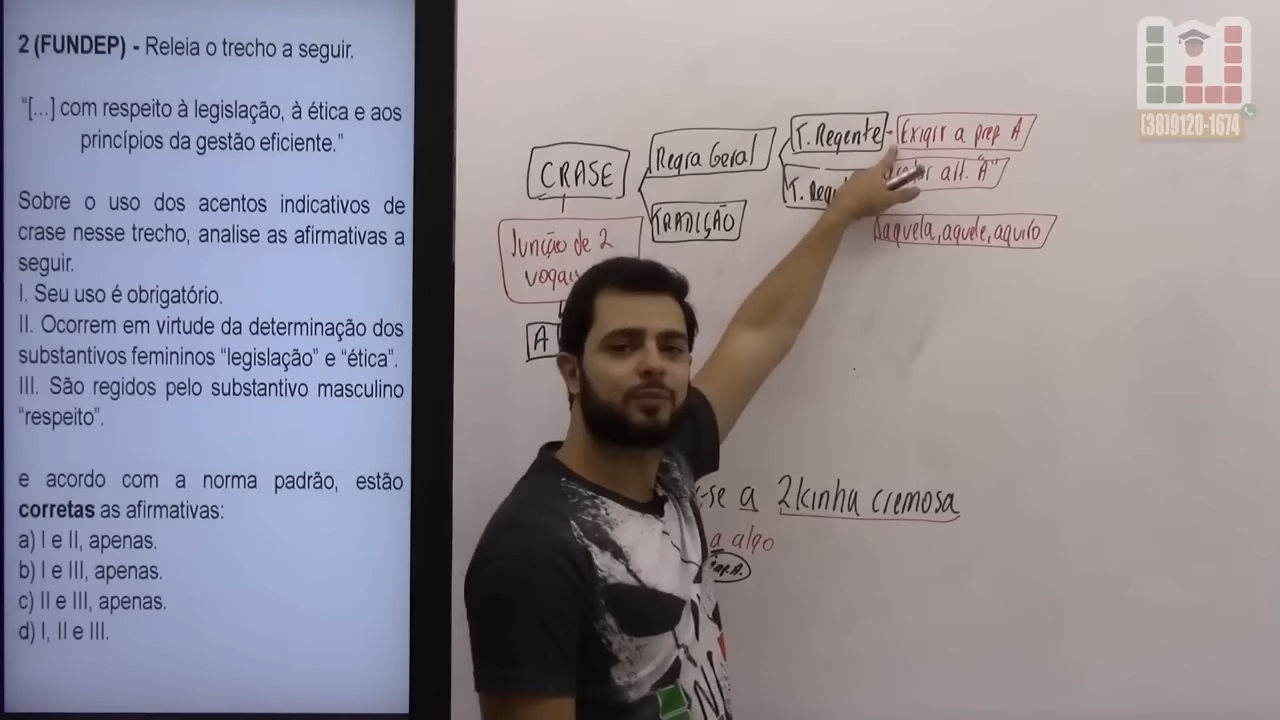 2 (FUNDEP) - Releia o trecho a seguir.
“[...] com respeito à legislação, à ética e aos
princípios da gestão eficiente.”
Sobre o uso dos acentos indicativos de
crase nesse trecho, analise as afirmativas a
seguir.
I. Seu uso é obrigatório.
II. Ocorrem em virtude da determinação dos
substantivos femininos “legislação” e “ética”.
III. São regidos pelo substantivo masculino
“respeito”.
e acordo com a norma padrão, estão
corretas as afirmativas:
a) I e II, apenas.
b) I e III, apenas.
c) II e III, apenas.
d) I, II e III.
CRASE
Regra Geral
TRADIÇÃO
Junção de 2
A
T. Regente - Exigir a prep A
T.
art. "A"
aquela, aquele, aquilo
-se a 2kinha cremosa
a algo
(38)9120-1674